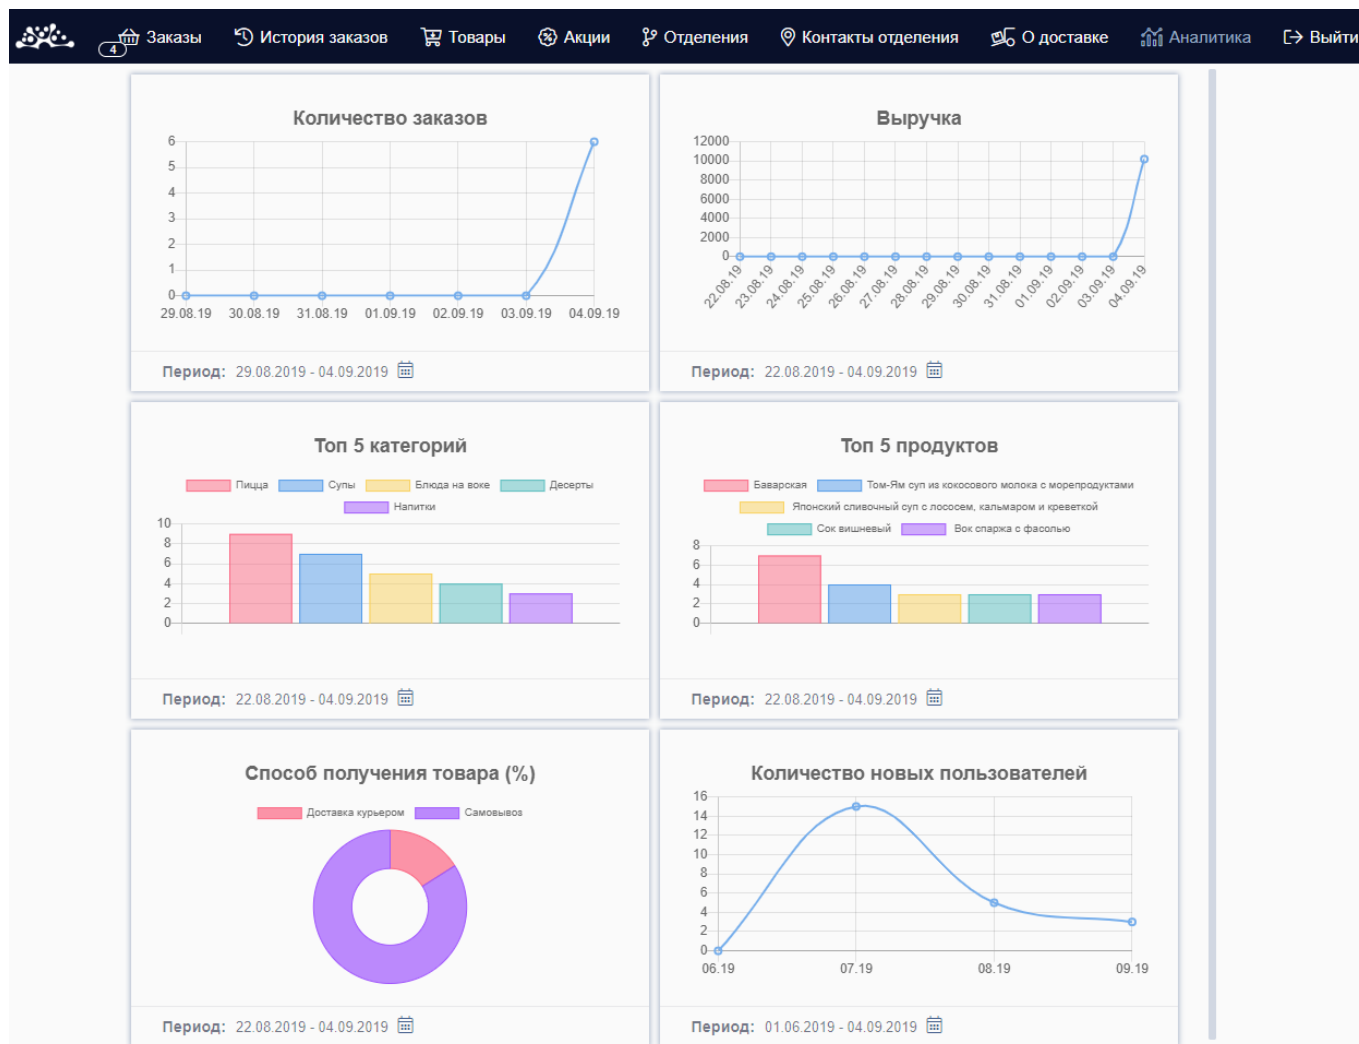 4 Заказы История заказов Товары Акции Отделения Контакты отделения О доставке Аналитика Выйти
Количество заказов
6
5
4
3
2
1
0
29.08.19 30.08.19 31.08.19 01.09.19 02.09.19 03.09.19 04.09.19
Период: 29.08.2019 - 04.09.2019
Выручка
12000
10000
8000
6000
4000
2000
0
22.08.19 23.08.19 24.08.19 25.08.19 26.08.19 27.08.19 28.08.19 29.08.19 30.08.19 31.08.19 01.09.19 02.09.19 03.09.19 04.09.19
Период: 22.08.2019 - 04.09.2019
Топ 5 категорий
Пицца Супы Блюда на воке Десерты
Напитки
10
8
6
4
2
0
Период: 22.08.2019 - 04.09.2019
Топ 5 продуктов
Баварская Том-Ям суп из кокосового молока с морепродуктами
Японский сливочный суп с лососем, кальмаром и креветкой
Сок вишневый Вок спаржа с фасолью
8
6
4
2
0
Период: 22.08.2019 - 04.09.2019
Способ получения товара (%)
Доставка курьером Самовывоз
Период: 22.08.2019 - 04.09.2019
Количество новых пользователей
16
14
12
10
8
6
4
2
0
06.19 07.19 08.19 09.19
Период: 01.06.2019 - 04.09.2019